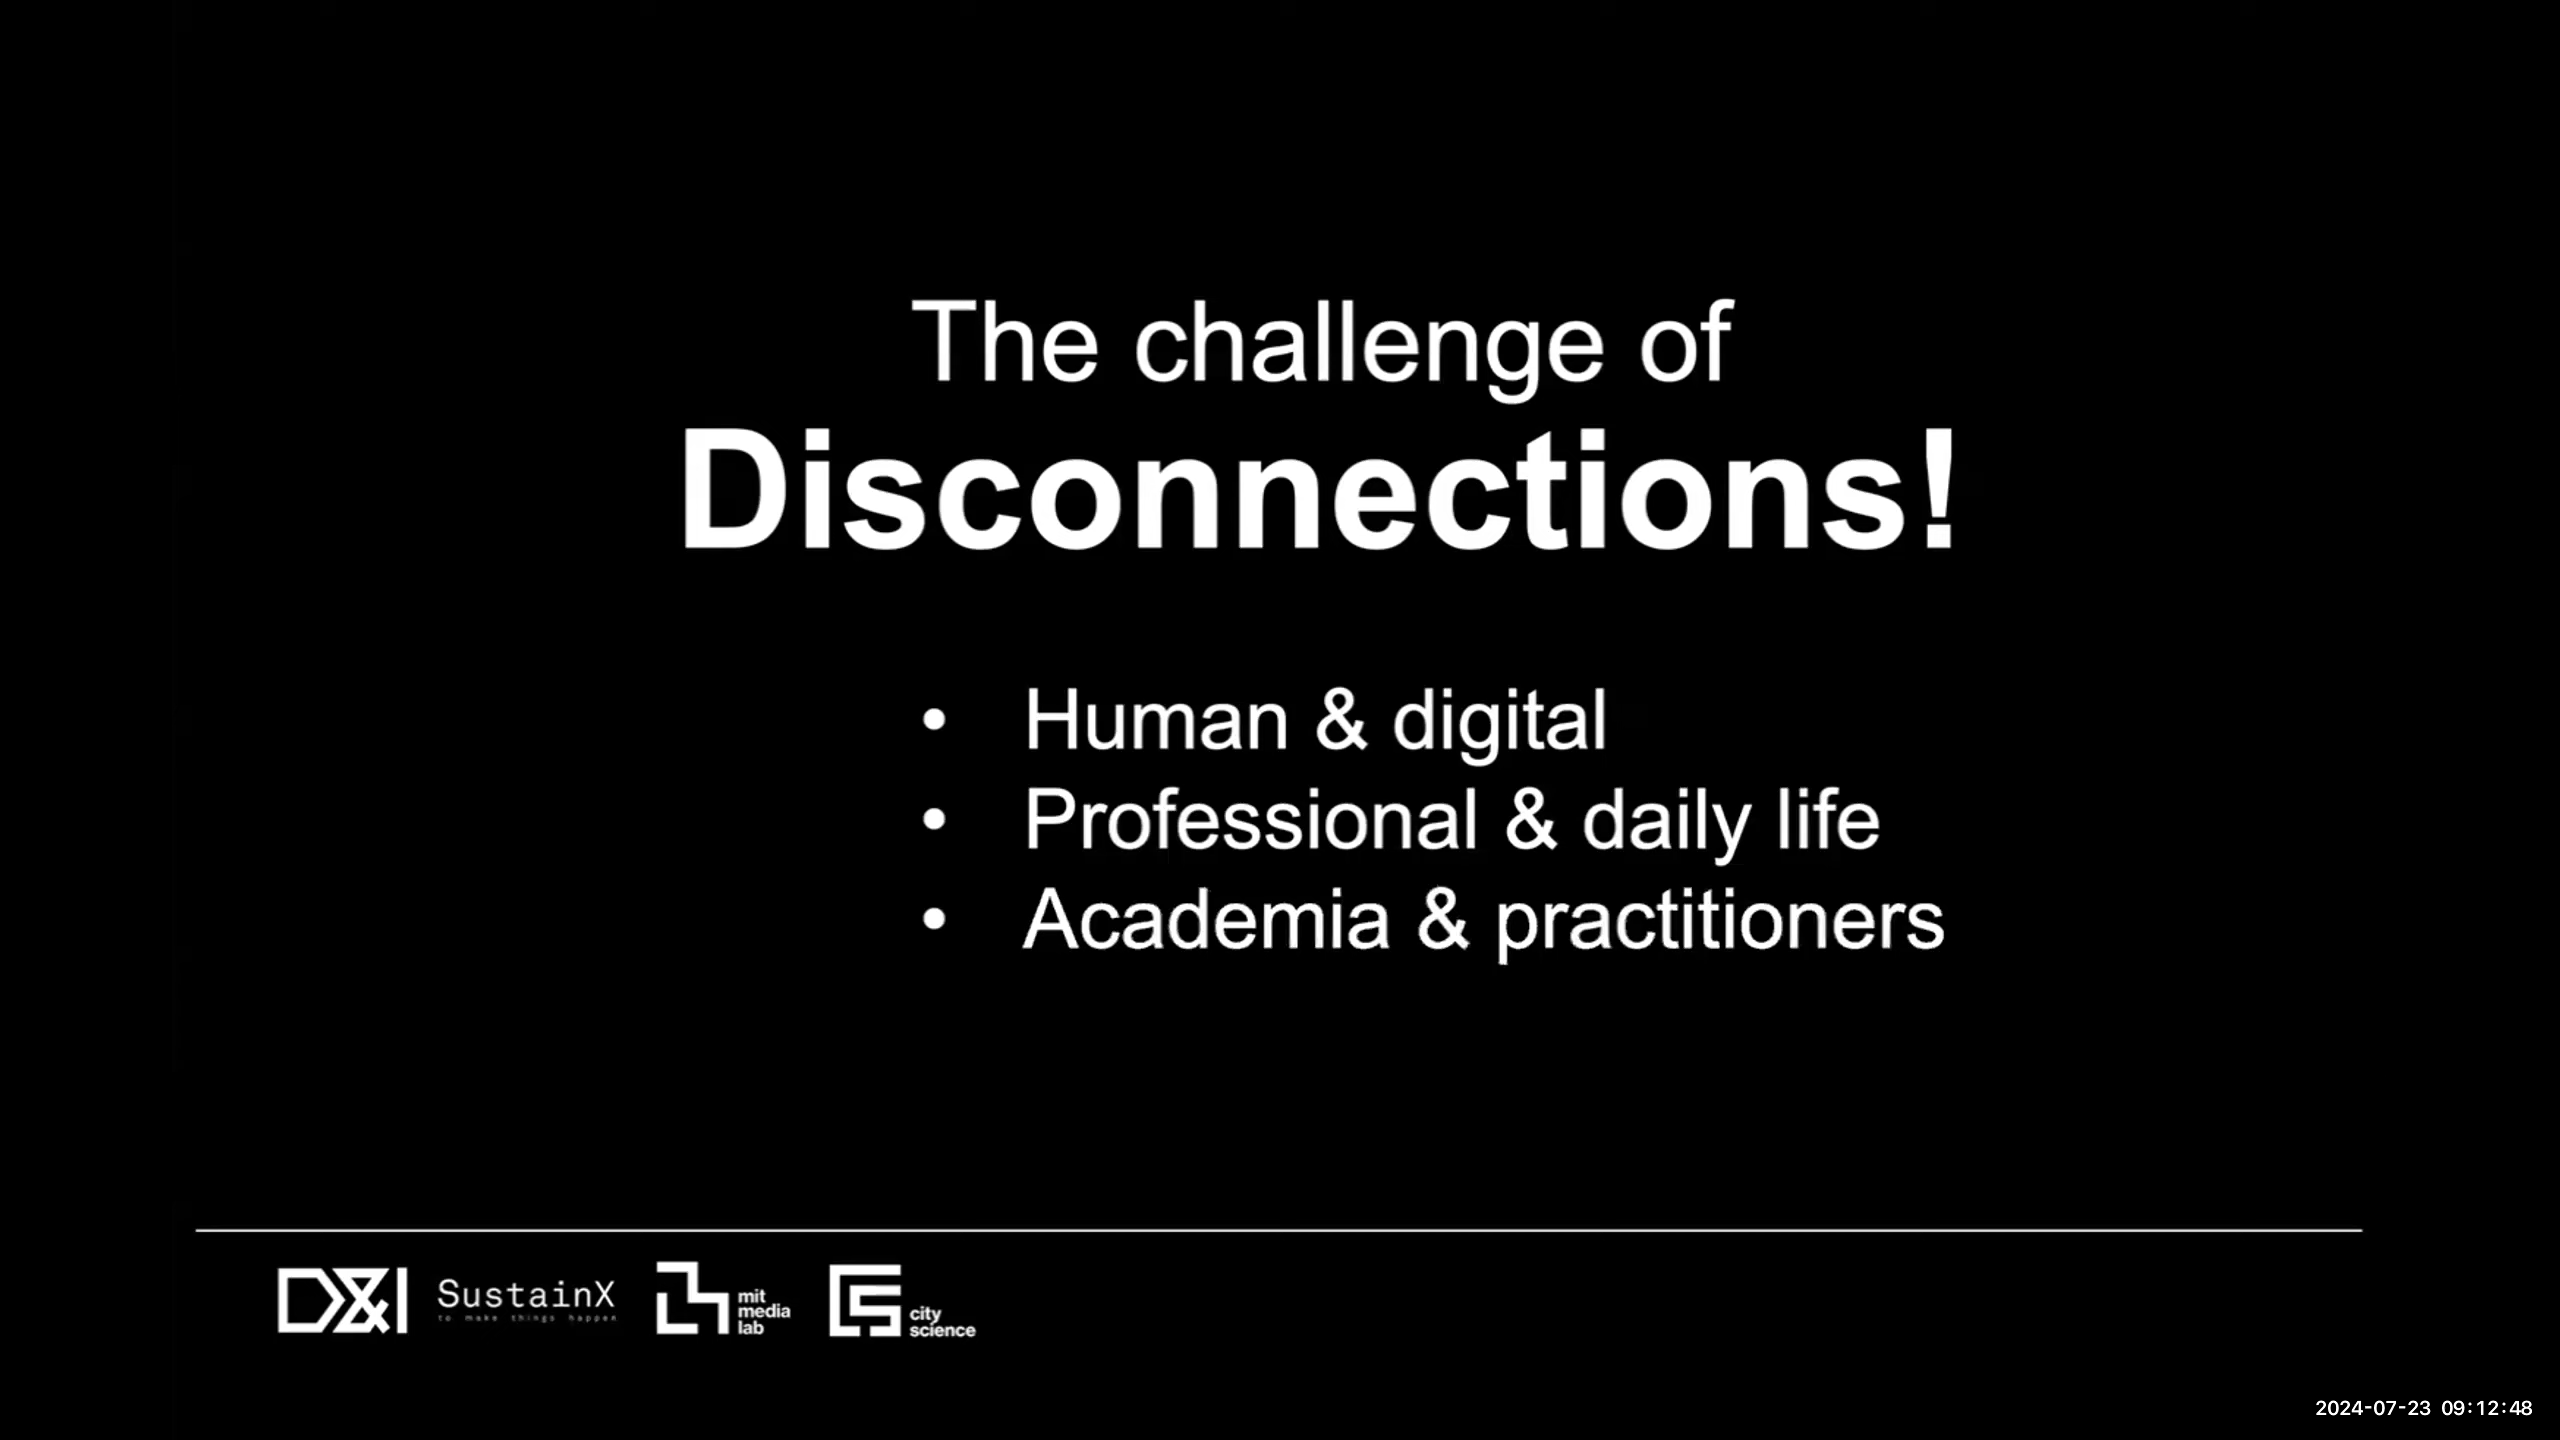 The challenge of
Disconnections!
• Human & digital
• Professional & daily life
• Academia & practitioners
D&I
SustainX
to make things happen
mit
media
lab
city
science
2024-07-23 09:12:48